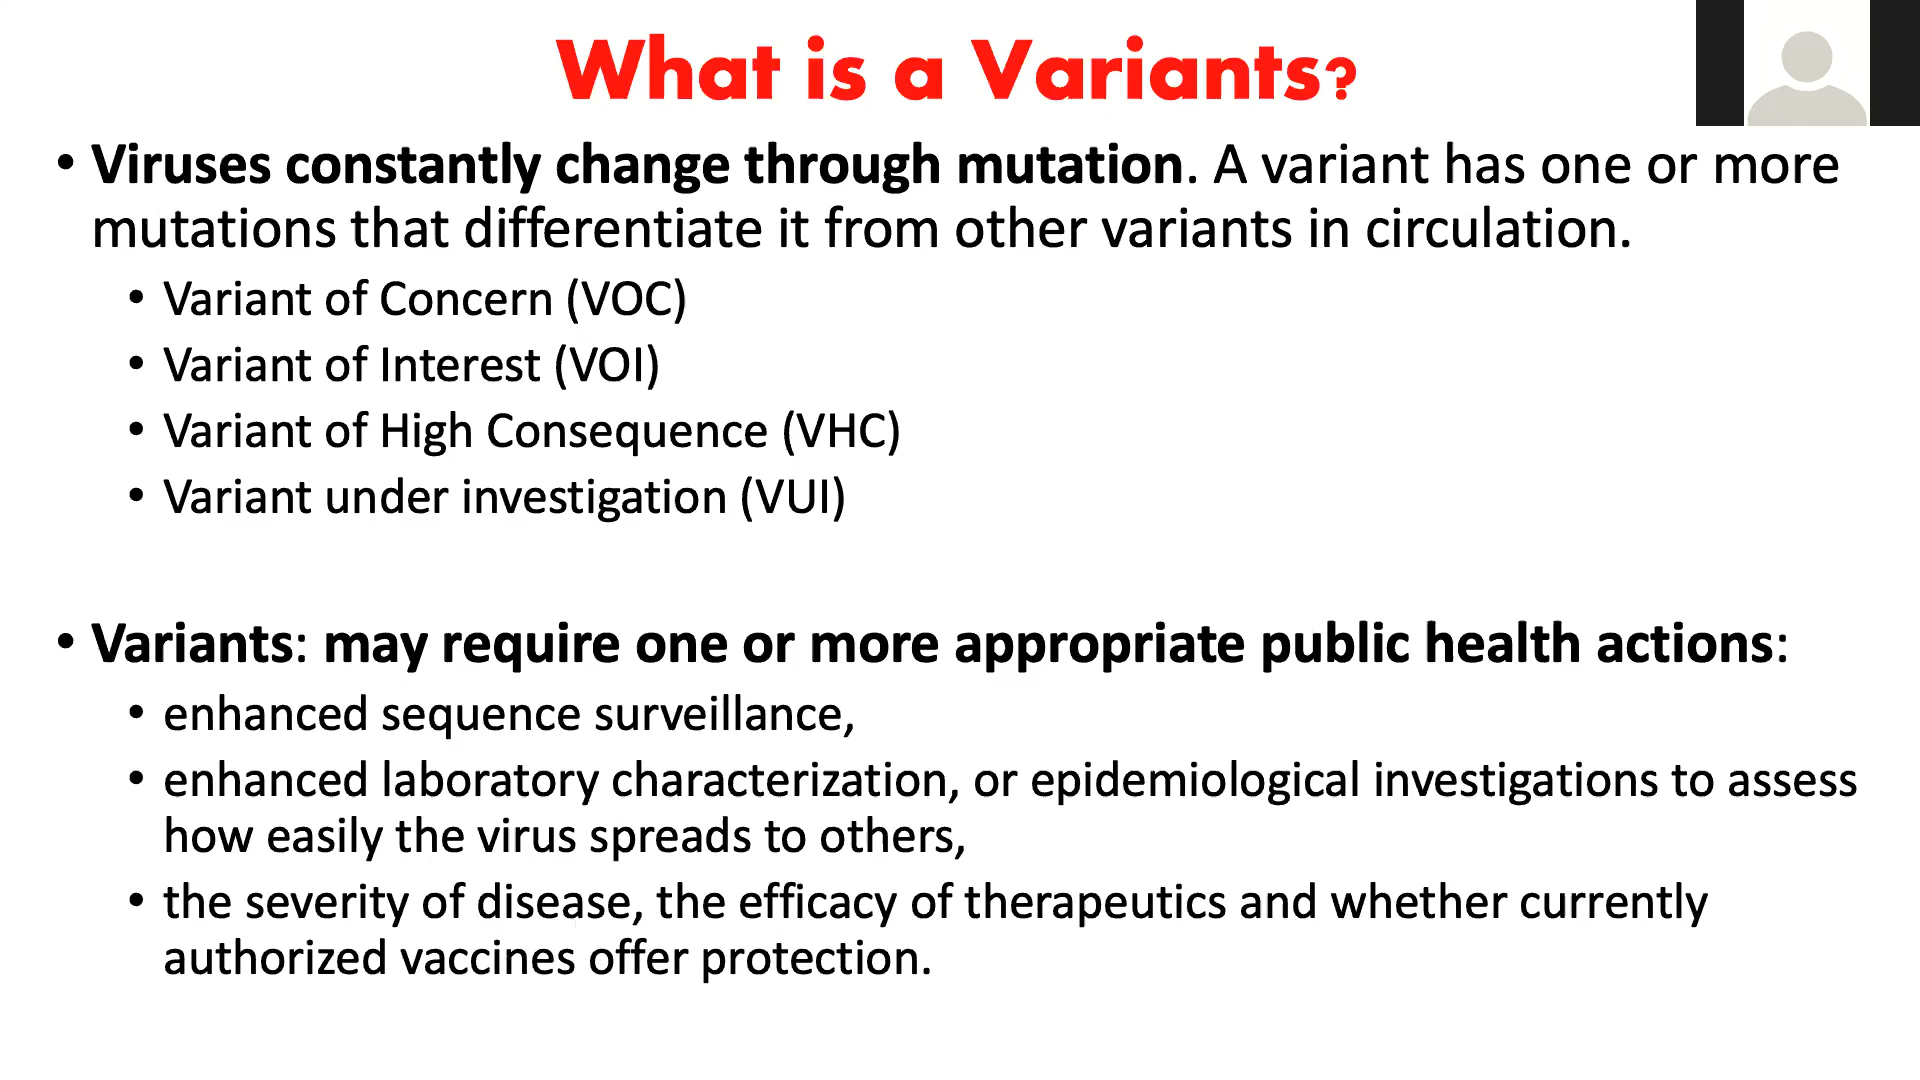 What is a Variants?
• Viruses constantly change through mutation. A variant has one or more
mutations that differentiate it from other variants in circulation.
• Variant of Concern (VOC)
• Variant of Interest (VOI)
• Variant of High Consequence (VHC)
• Variant under investigation (VUI)
• Variants: may require one or more appropriate public health actions:
• enhanced sequence surveillance,
• enhanced laboratory characterization, or epidemiological investigations to assess
how easily the virus spreads to others,
• the severity of disease, the efficacy of therapeutics and whether currently
authorized vaccines offer protection.